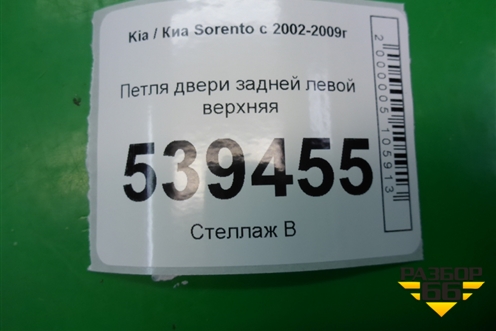 Kia / Киа Sorento с 2002-2009г
Петля двери задней левой
верхняя
539455
Стеллаж В
2000005105913
РАЗБОР
66